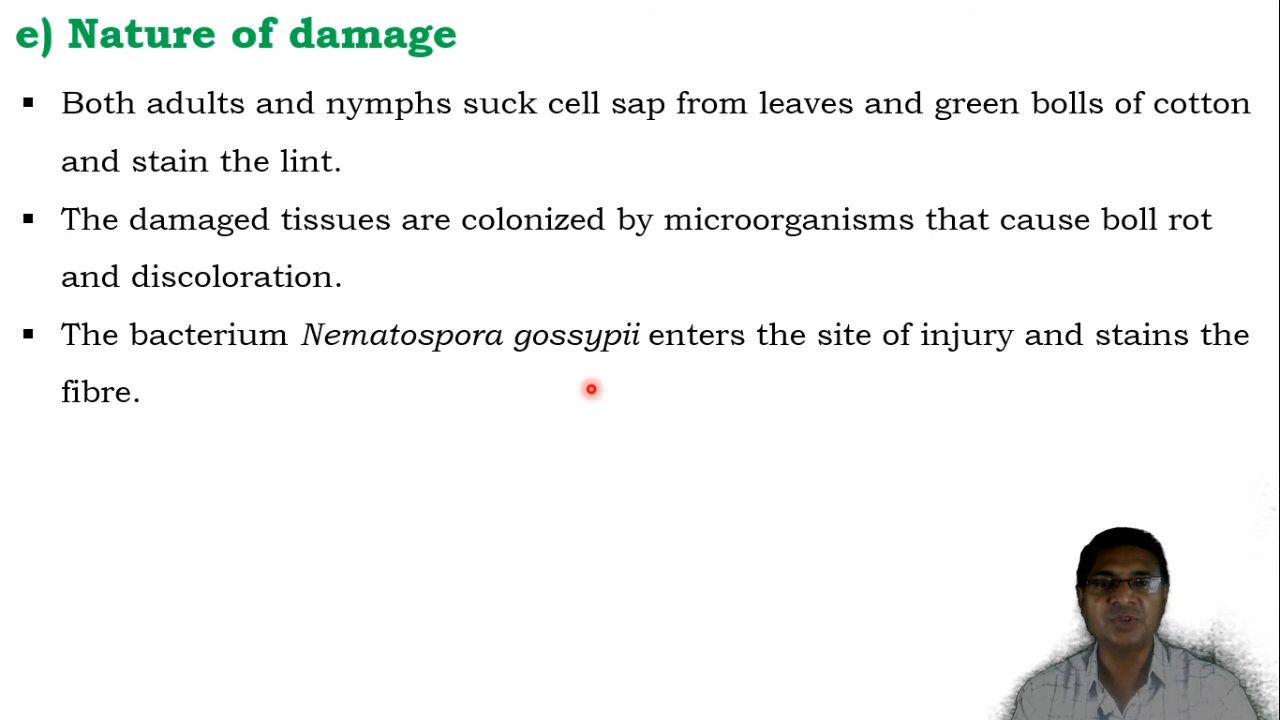 e) Nature of damage
▪ Both adults and nymphs suck cell sap from leaves and green bolls of cotton
and stain the lint.
▪ The damaged tissues are colonized by microorganisms that cause boll rot
and discoloration.
▪ The bacterium Nematospora gossypii enters the site of injury and stains the
fibre.